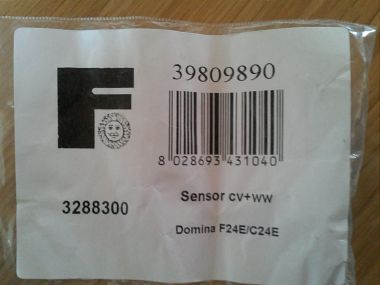 F
39809890
8 028693 431040
3288300
Sensor cv+ww
Domina F24E/C24E